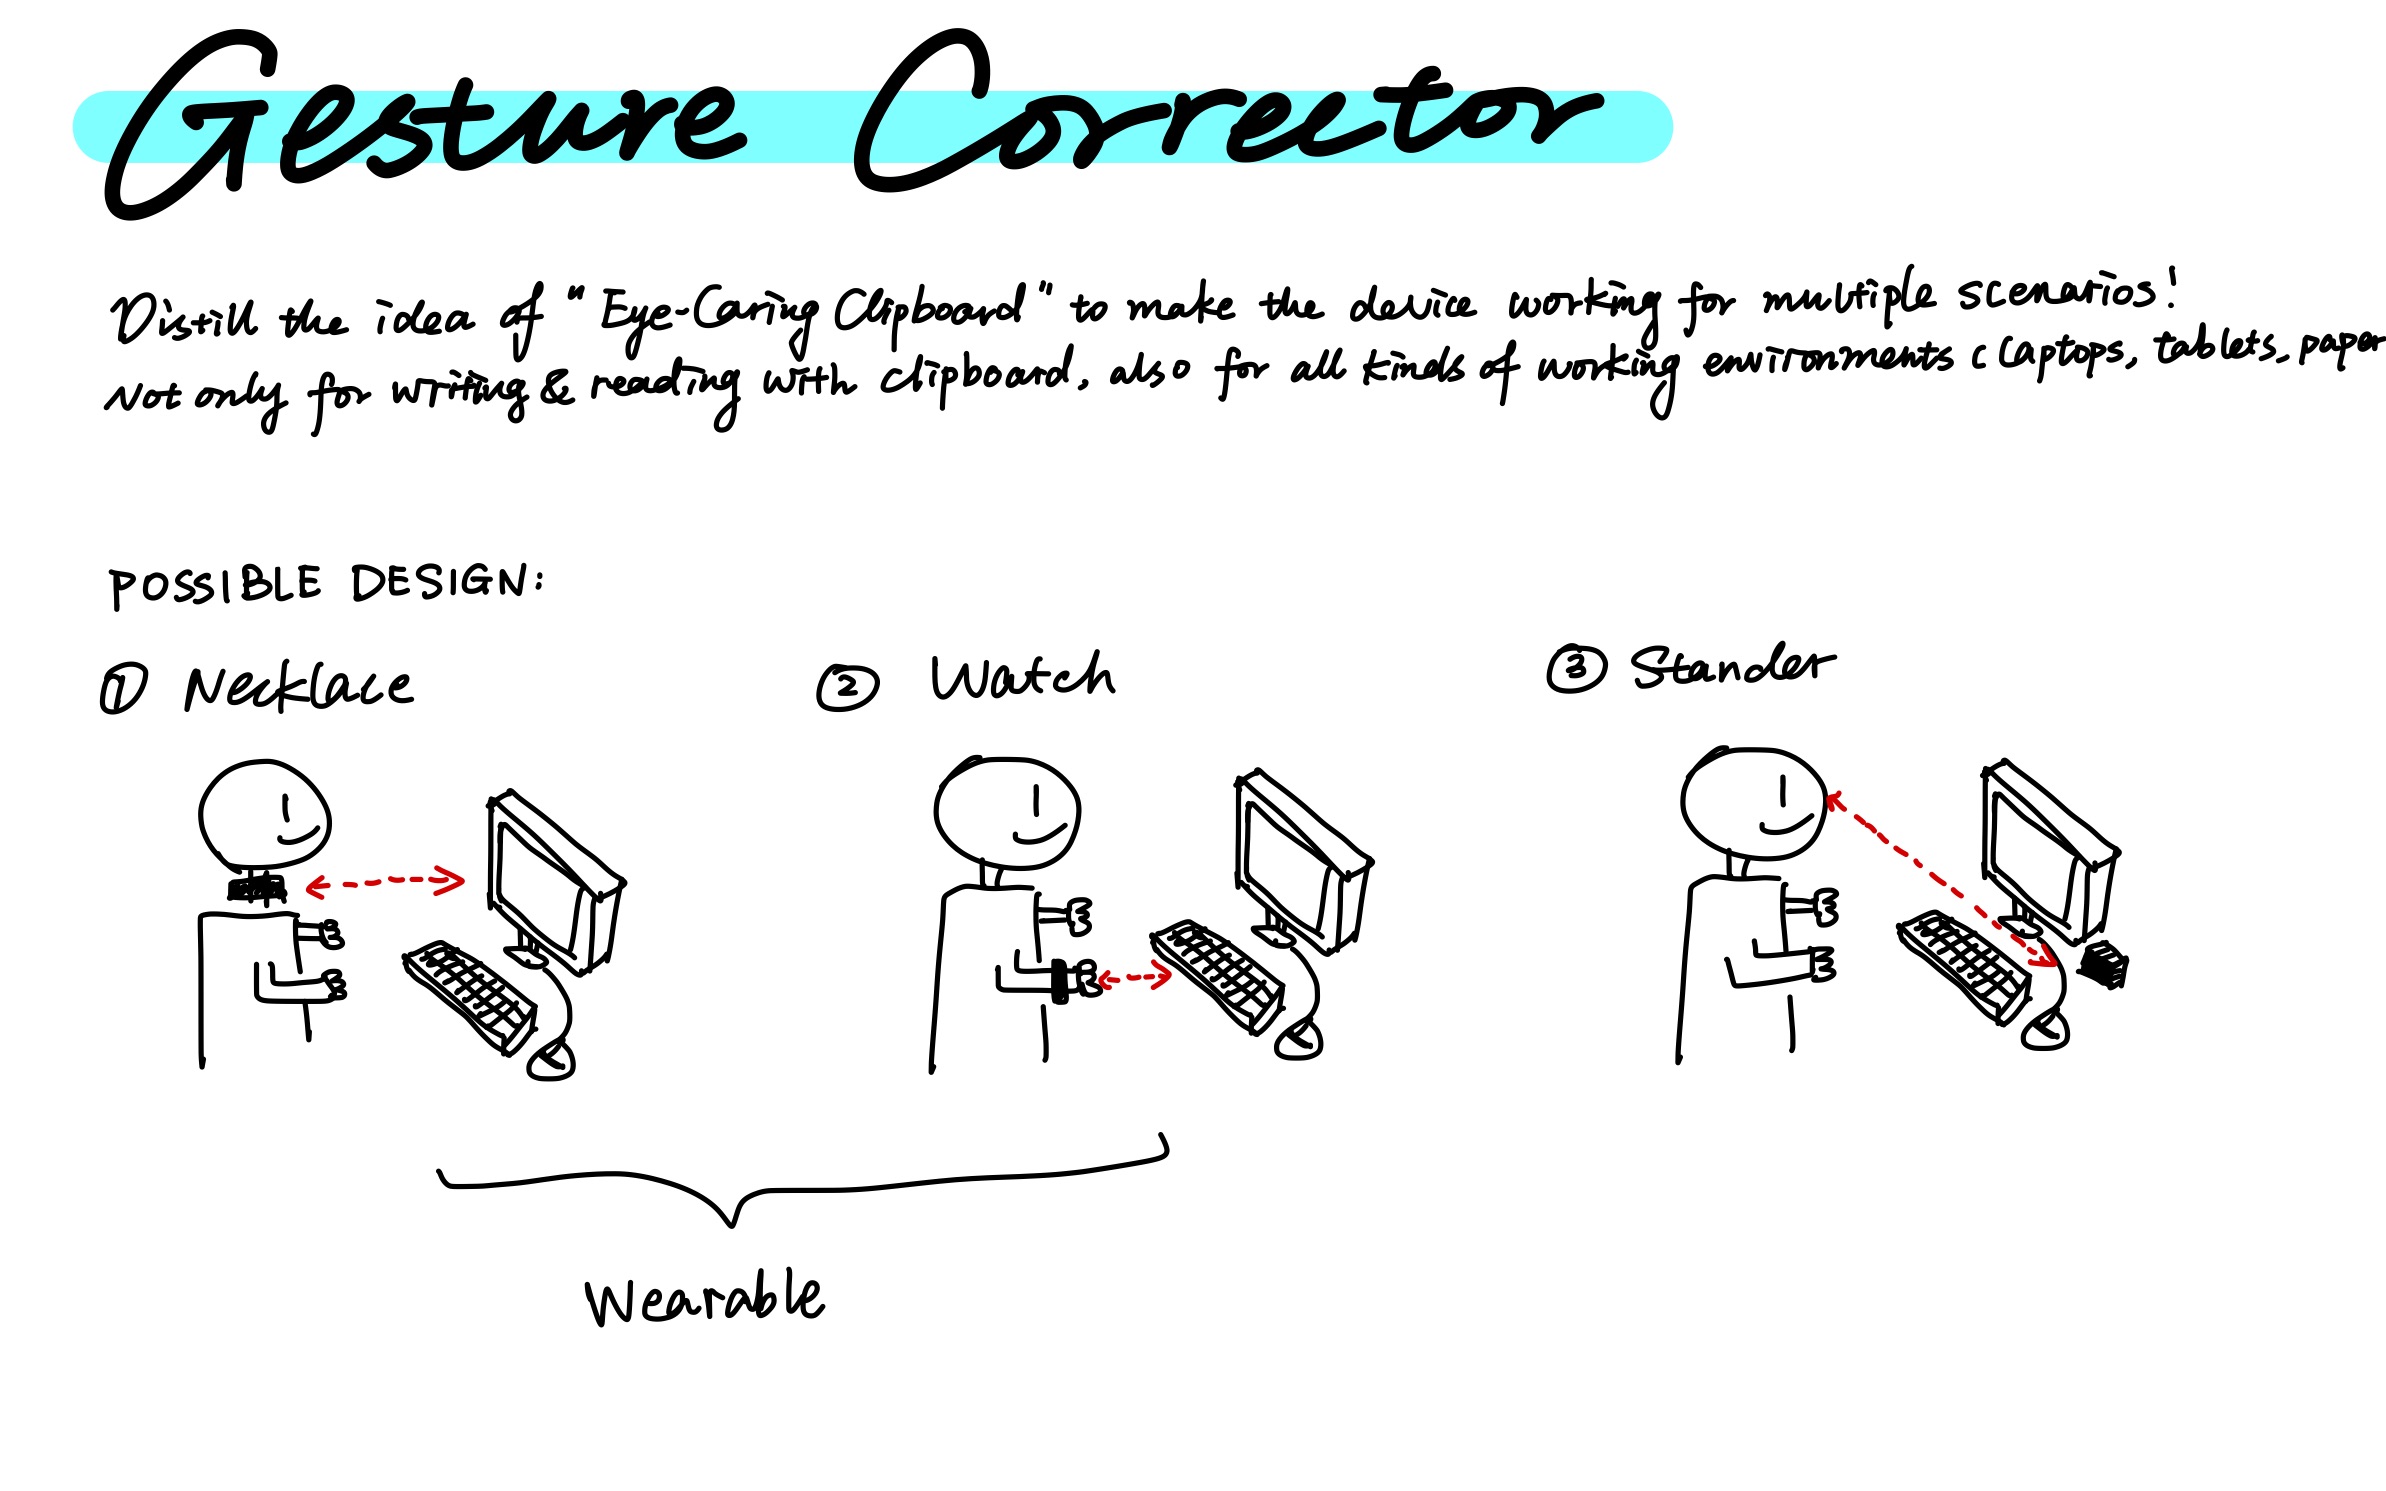 Gesture Corrector
Distill the idea of "Eye-Caring Clipboard" to make the device working for multiple scenarios!
Not only for writing & reading with clipboard, also for all kinds of working environments ( laptops, tablets, paper
POSSIBLE DESIGN:
① Necklace ② Watch ③ Stander
Wearable